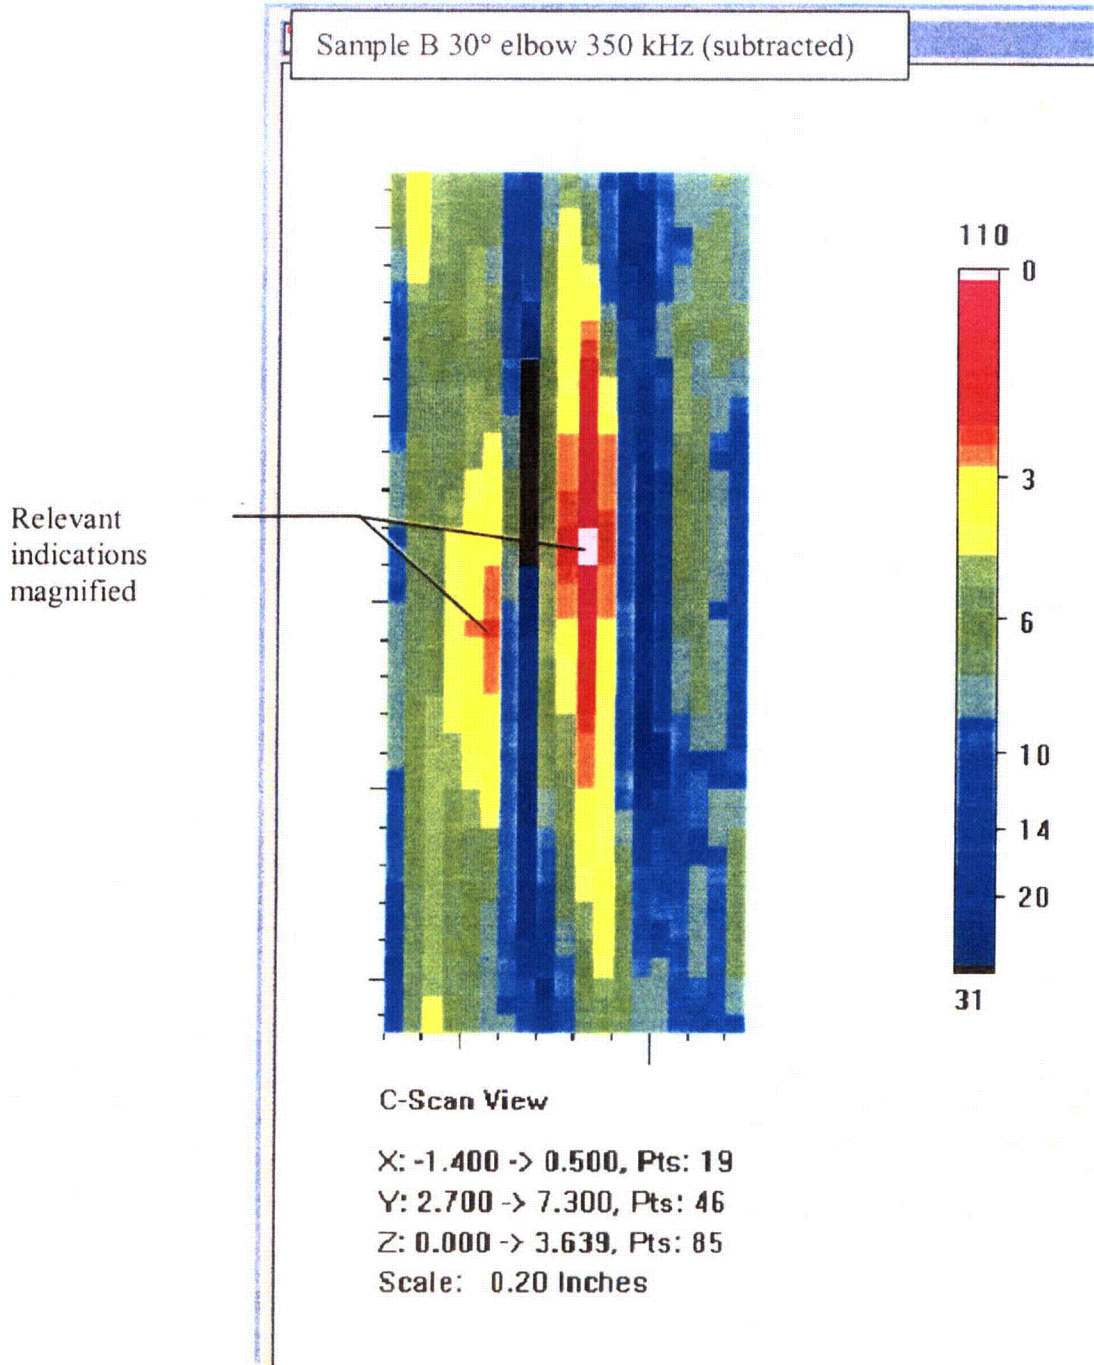 Sample B 30° elbow 350 kHz (subtracted)
110
0
3
6
10
14
20
31
Relevant
indications
magnified
C-Scan View
X: -1.400 -> 0.500, Pts: 19
Y: 2.700 -> 7.300, Pts: 46
Z: 0.000 -> 3.639, Pts: 85
Scale: 0.20 Inches